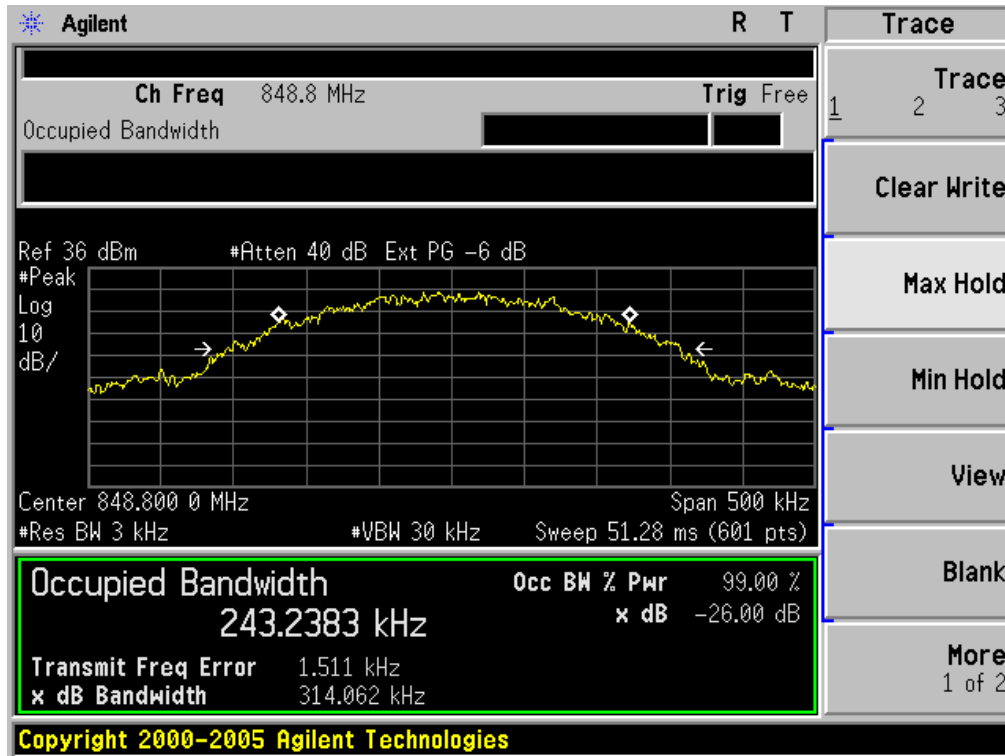 Agilent R T Trace
Ch Freq 848.8 MHz Trig Free
Occupied Bandwidth
Trace
1 2 3
Clear Write
Max Hold
Min Hold
View
Blank
More
1 of 2
Ref 36 dBm #Atten 40 dB Ext PG -6 dB
#Peak
Log
10
dB/
Center 848.800 0 MHz Span 500 kHz
#Res BW 3 kHz #VBW 30 kHz Sweep 51.28 ms (601 pts)
Occupied Bandwidth Occ BW % Pwr 99.00 %
243.2383 kHz x dB -26.00 dB
Transmit Freq Error 1.511 kHz
x dB Bandwidth 314.062 kHz
Copyright 2000-2005 Agilent Technologies